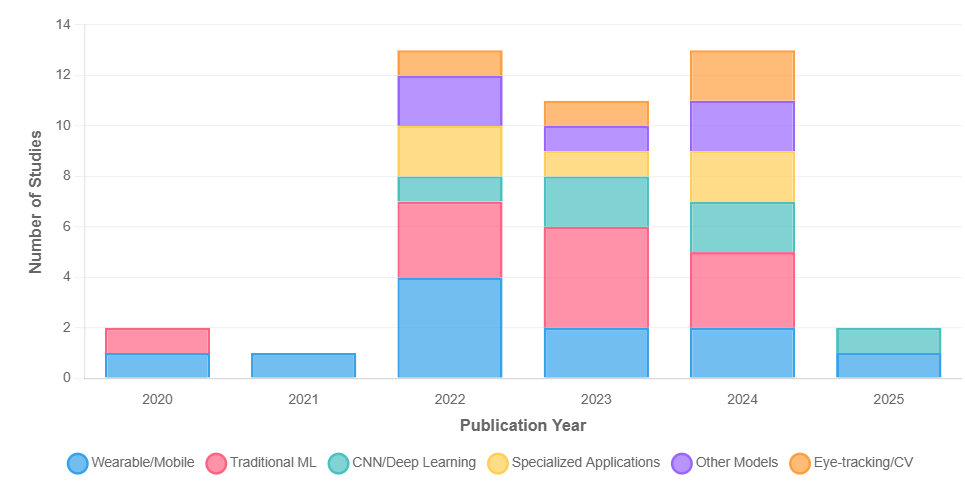 14
12
10
8
6
4
2
0
Number of Studies
2020 2021 2022 2023 2024 2025
Publication Year
Wearable/Mobile Traditional ML CNN/Deep Learning Specialized Applications Other Models Eye-tracking/CV